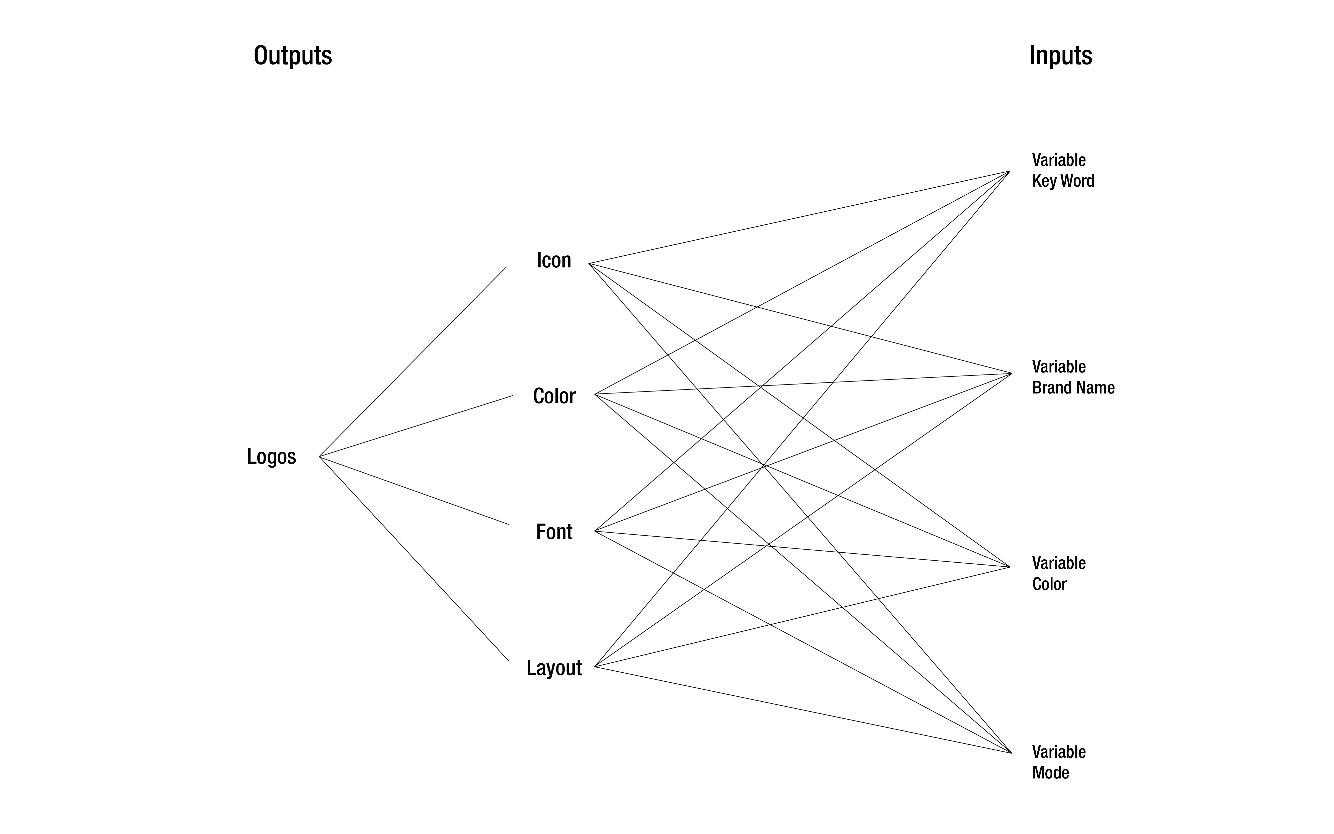 Outputs
Inputs
Variable
Key Word
Icon
Variable
Brand Name
Color
Logos
Font
Variable
Color
Layout
Variable
Mode